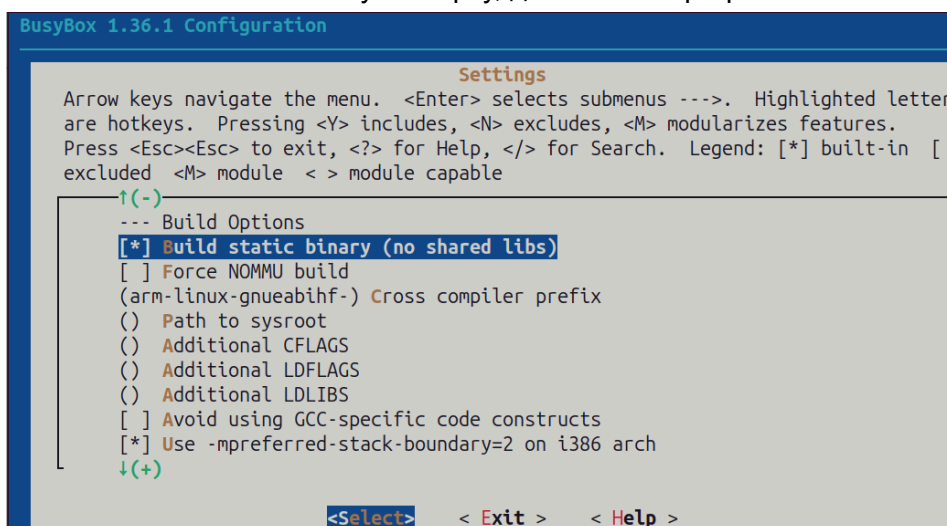 BusyBox 1.36.1 Configuration
Settings
Arrow keys navigate the menu. <Enter> selects submenus --->. Highlighted letter
are hotkeys. Pressing <Y> includes, <N> excludes, <M> modularizes features.
Press <Esc><Esc> to exit, <?> for Help, </> for Search. Legend: [*] built-in [
excluded <M> module < > module capable
↑(-)
--- Build Options
[*] Build static binary (no shared libs)
[ ] Force NOMMU build
(arm-linux-gnueabihf-) Cross compiler prefix
() Path to sysroot
() Additional CFLAGS
() Additional LDFLAGS
() Additional LDLIBS
[ ] Avoid using GCC-specific code constructs
[*] Use -mpreferred-stack-boundary=2 on i386 arch
↓(+)
<Select> < Exit > < Help >